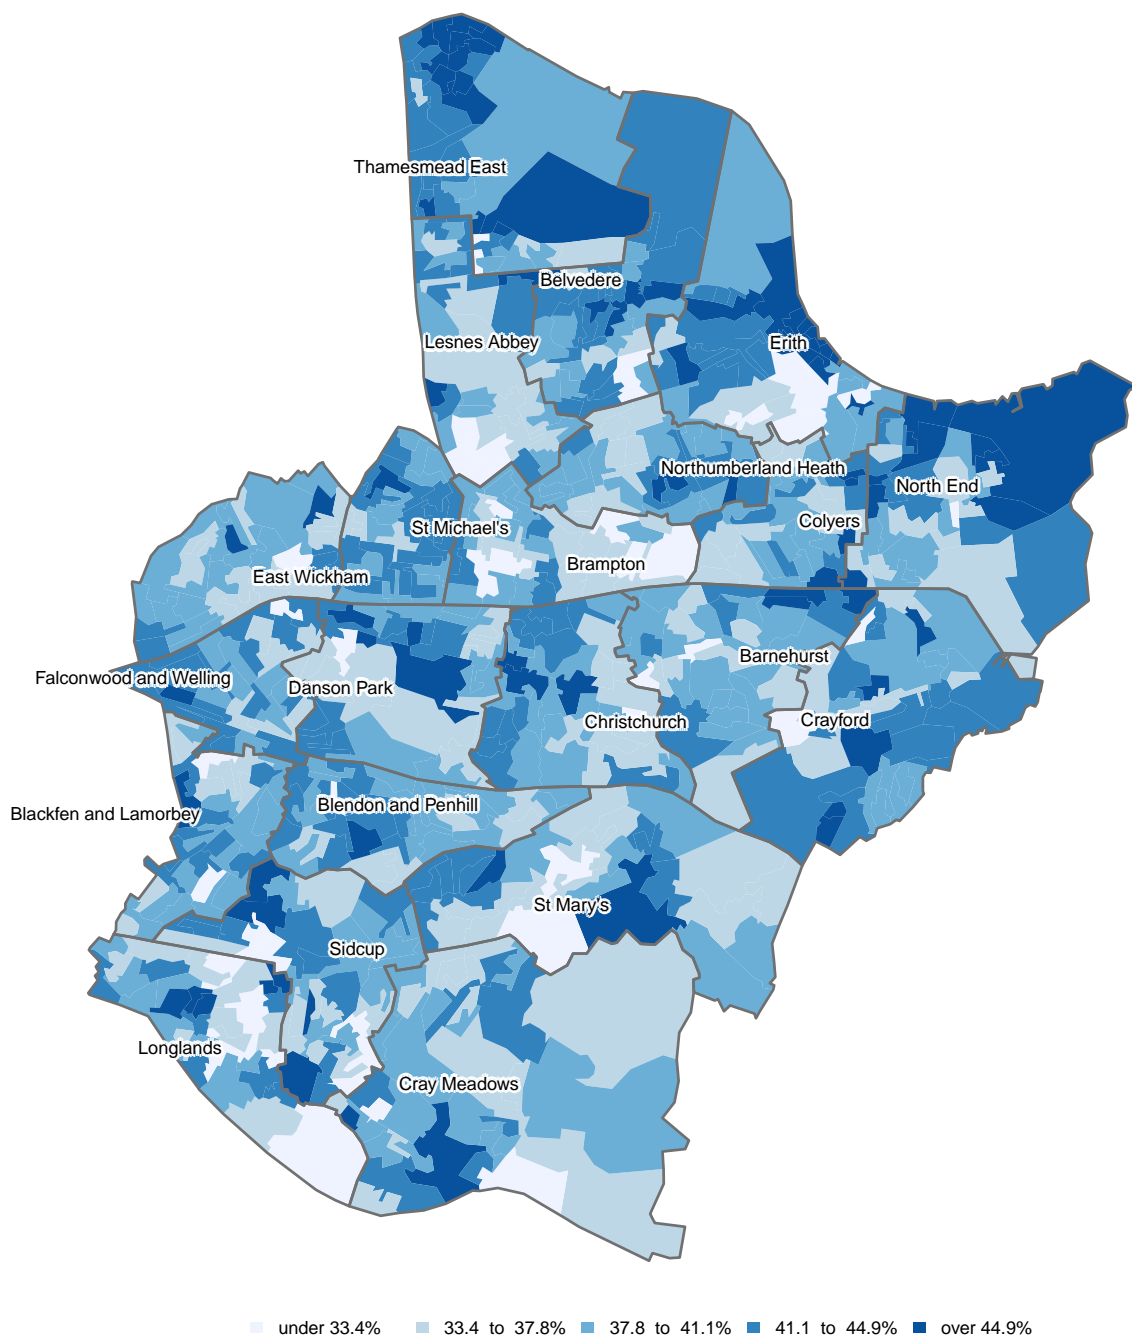 Thamesmead East
Belvedere
Lesnes Abbey
Erith
Northumberland Heath
North End
St Michael's
Colyers
Brampton
East Wickham
Barnehurst
Falconwood and Welling
Danson Park
Christchurch
Crayford
Blendon and Penhill
Blackfen and Lamorbey
St Mary's
Sidcup
Longlands
Cray Meadows
under 33.4% 33.4 to 37.8% 37.8 to 41.1% 41.1 to 44.9% over 44.9%